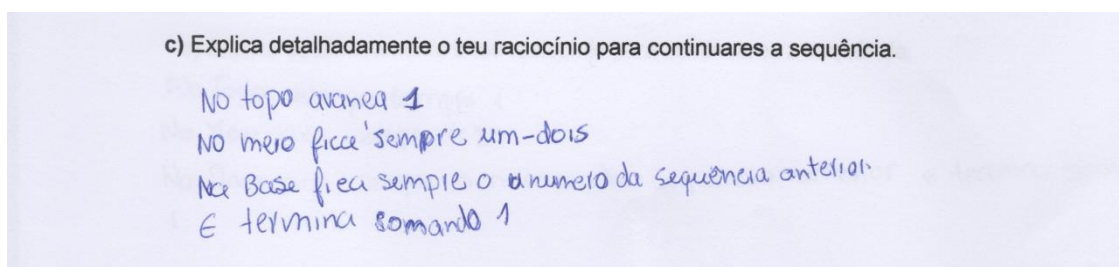 c) Explica detalhadamente o teu raciocínio para continuares a sequência.
No topo avança 1
No meio fica sempre um-dois
Na Base fica sempre o numero da sequência anterior
E termina somando 1